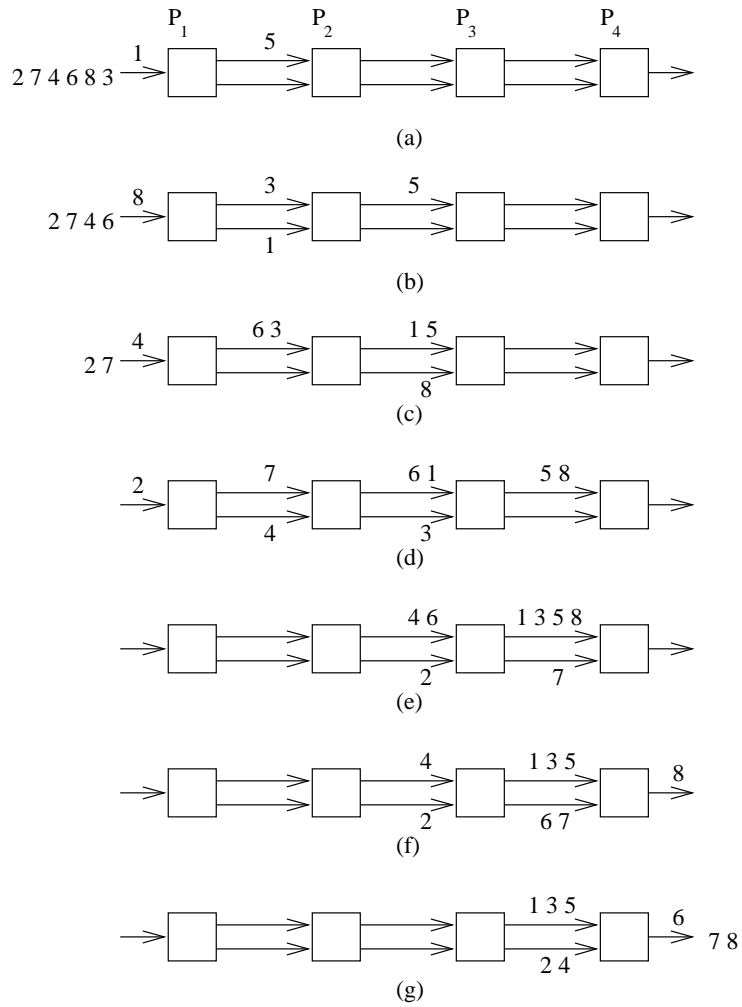 P1 P2 P3 P4
1 5
2 7 4 6 8 3
(a)
8 3 5
2 7 4 6
1
(b)
4 6 3 1 5
2 7
8
(c)
2 7 6 1 5 8
4 3
(d)
4 6 1 3 5 8
2 7
(e)
4 1 3 5 8
2 6 7
(f)
1 3 5 6
7 8
2 4
(g)